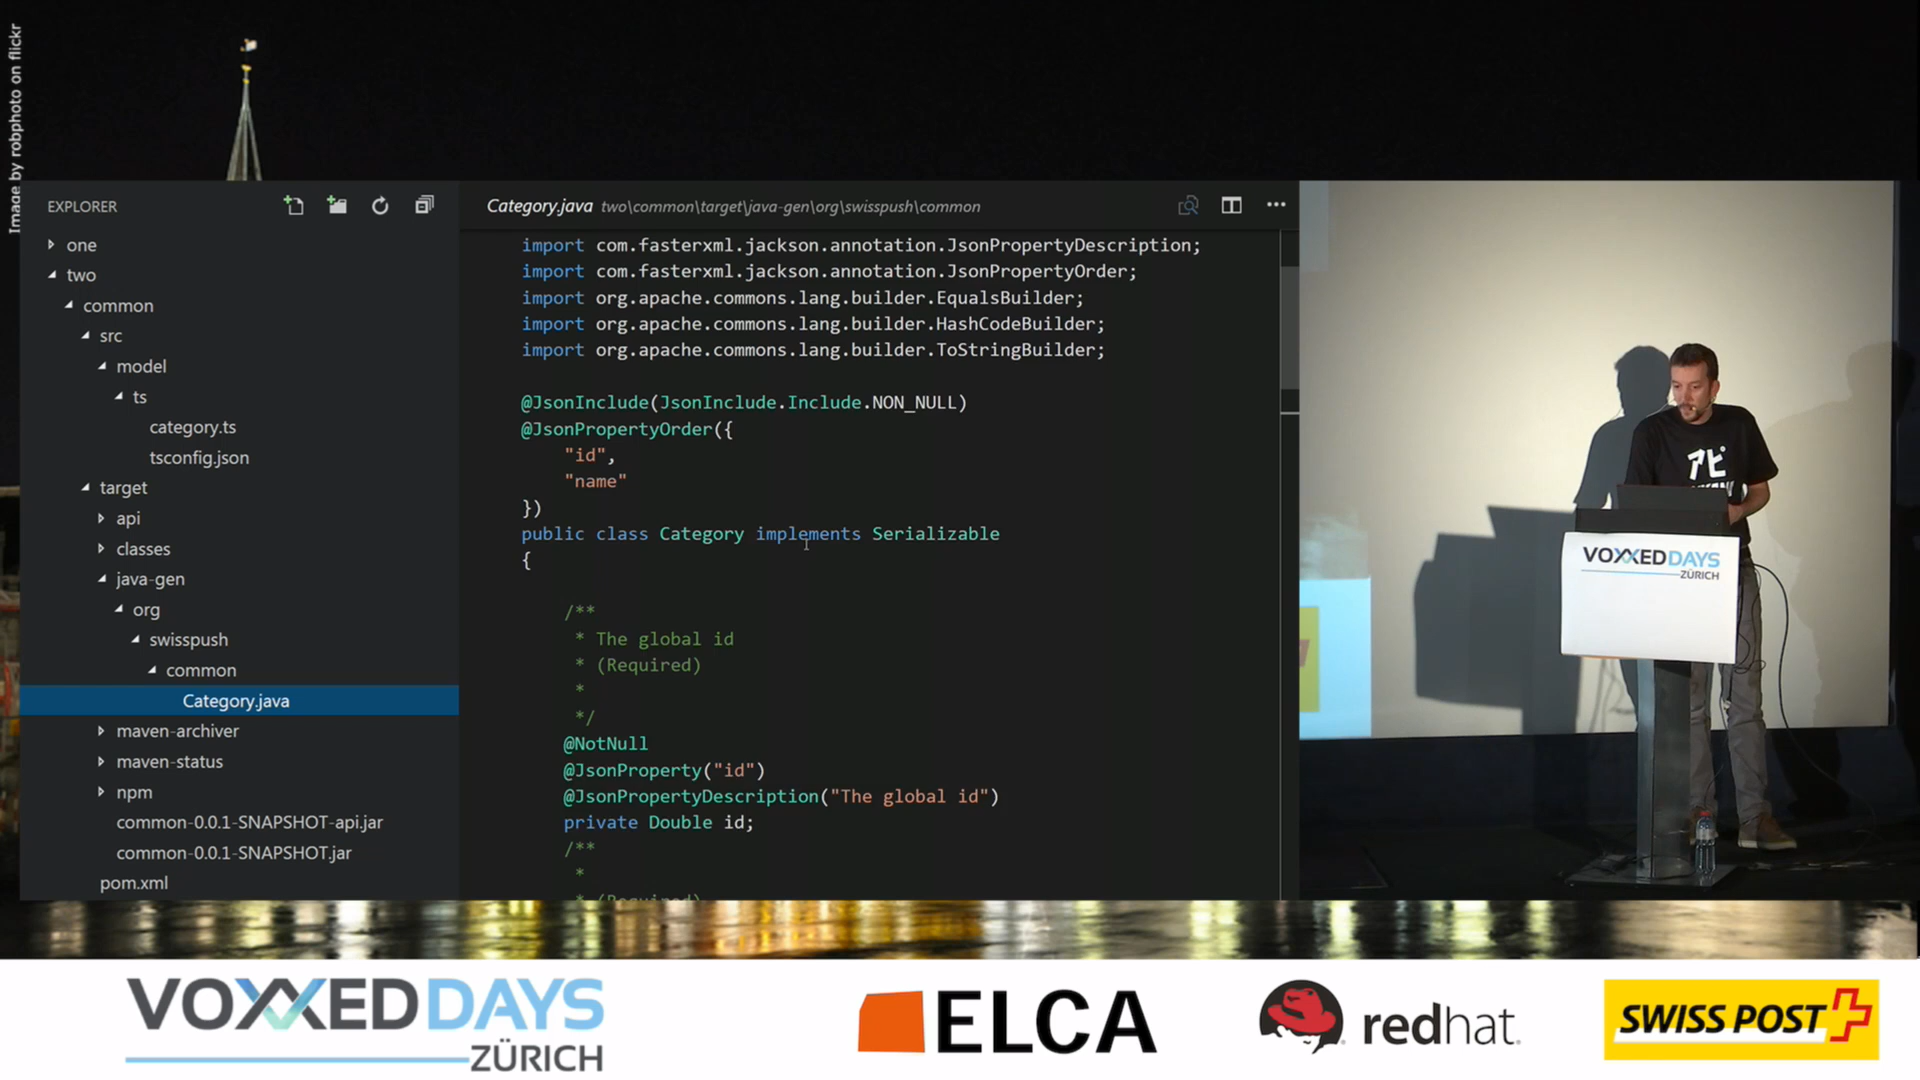 Image by robphoto on flickr
EXPLORER
one
two
common
src
model
ts
category.ts
tsconfig.json
target
api
classes
java-gen
org
swisspush
common
Category.java
maven-archiver
maven-status
npm
common-0.0.1-SNAPSHOT-api.jar
common-0.0.1-SNAPSHOT.jar
pom.xml
Category.java two\common\target\java-gen\org\swisspush\common
import com.fasterxml.jackson.annotation.JsonPropertyDescription;
import com.fasterxml.jackson.annotation.JsonPropertyOrder;
import org.apache.commons.lang.builder.EqualsBuilder;
import org.apache.commons.lang.builder.HashCodeBuilder;
import org.apache.commons.lang.builder.ToStringBuilder;
@JsonInclude(JsonInclude.Include.NON_NULL)
@JsonPropertyOrder({
"id",
"name"
})
public class Category implements Serializable
{
/**
* The global id
* (Required)
*
*/
@NotNull
@JsonProperty("id")
@JsonPropertyDescription("The global id")
private Double id;
/**
*
* (Required)
アピ
VOXXEDDAYS
ZÜRICH
VOXXEDDAYS
ZÜRICH
ELCA
redhat.
SWISS POST